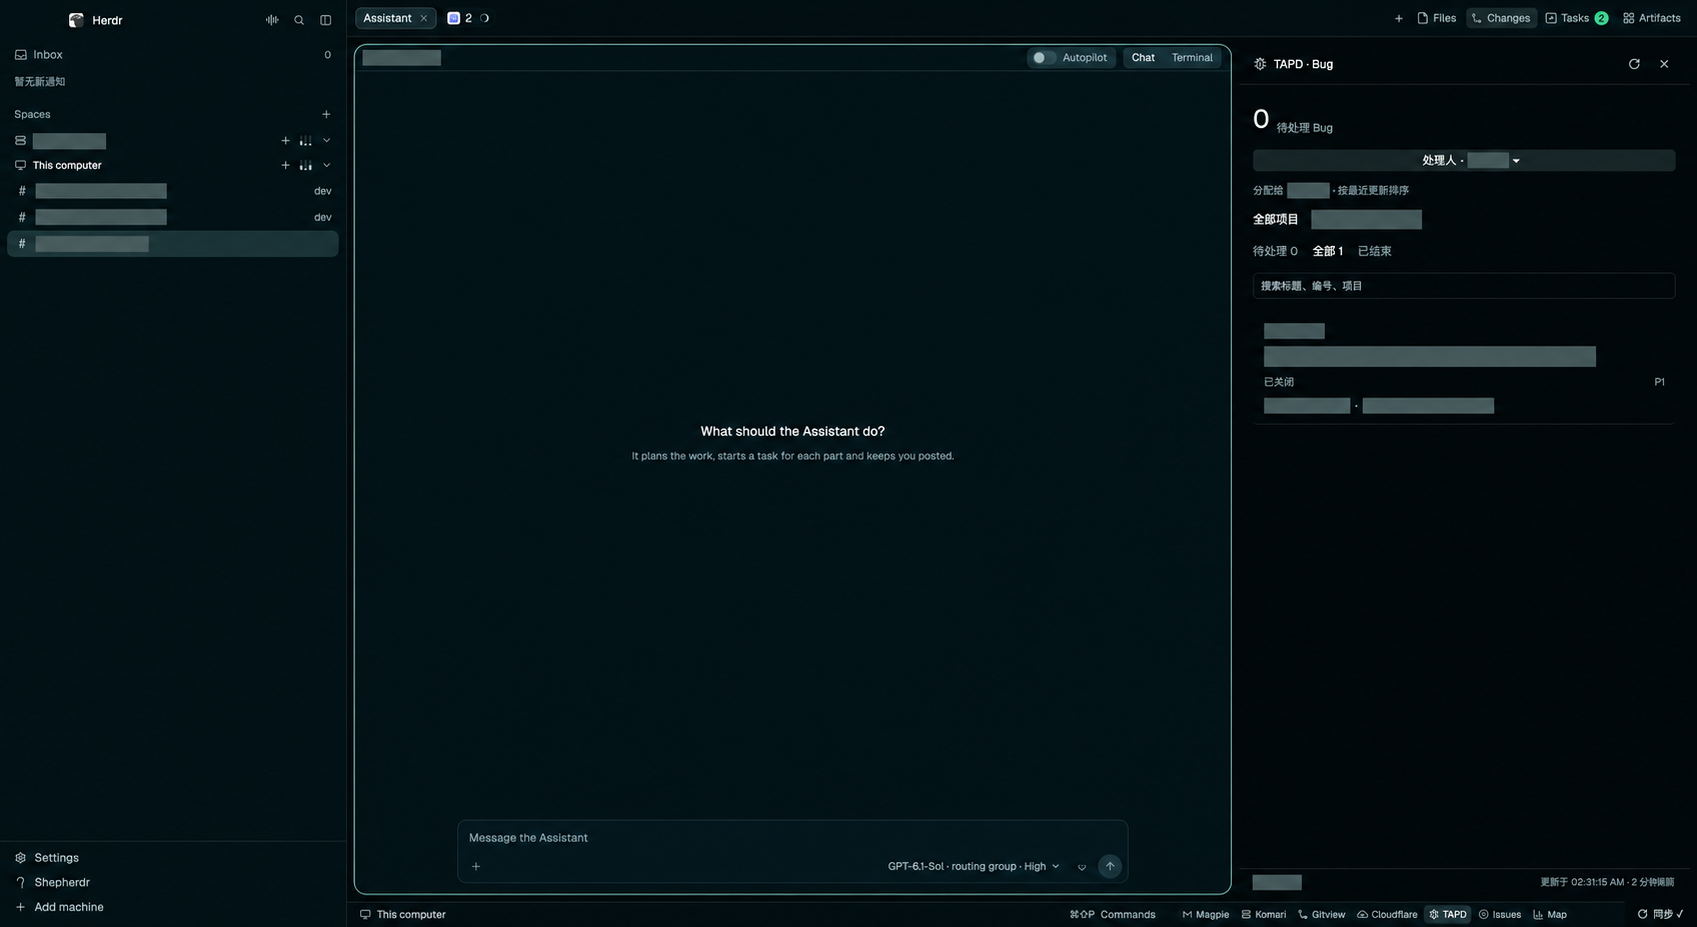 Herdr
Inbox 0
暂无新通知
Spaces
This computer
# dev
# dev
#
Settings
Shepherdr
Add machine
Assistant 2
Files Changes Tasks 2 Artifacts
Autopilot Chat Terminal
What should the Assistant do?
It plans the work, starts a task for each part and keeps you posted.
Message the Assistant
GPT-6.1-Sol · routing group · High
TAPD · Bug
0 待处理 Bug
处理人 ·
分配给 · 按最近更新排序
全部项目
待处理 0 全部 1 已结束
搜索标题、编号、项目
已关闭 P1
·
更新于 02:31:15 AM · 2 分钟
This computer ⌘⇧P Commands Magpie Komari Gitview Cloudflare TAPD Issues Map 同步 ✓